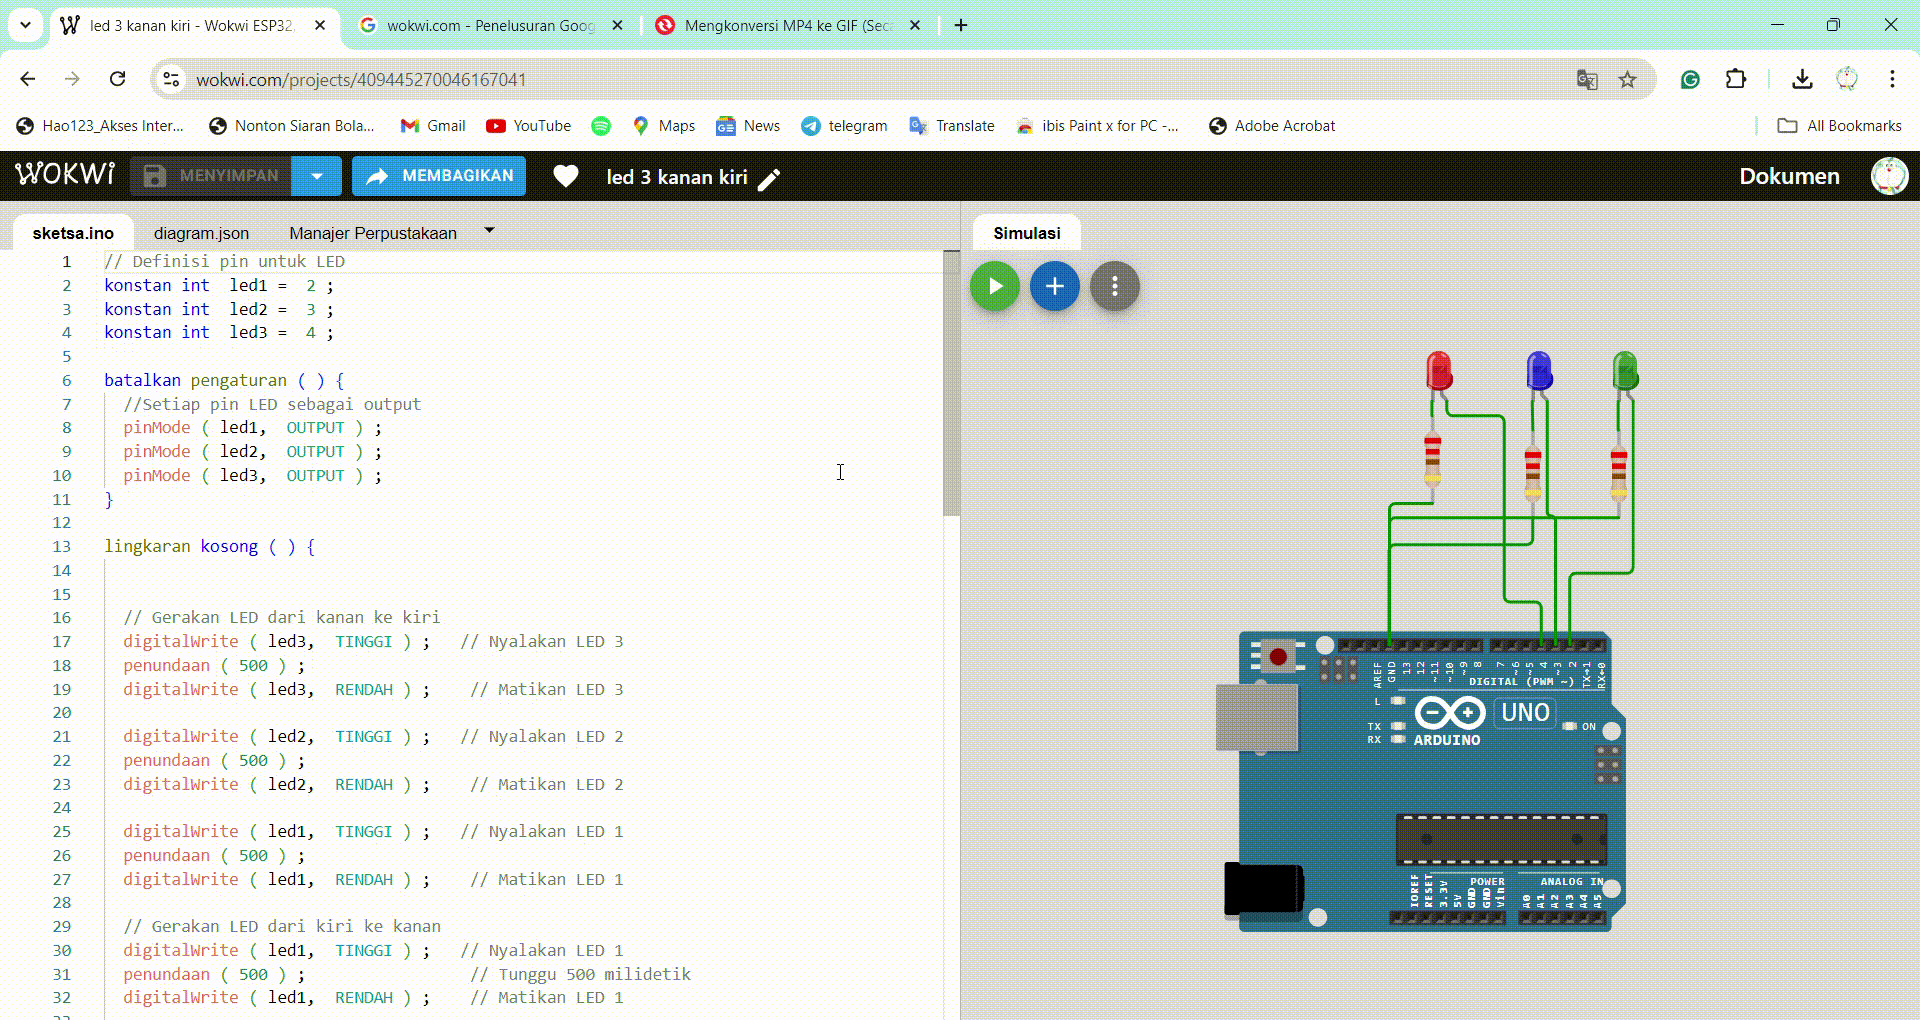 led 3 kanan kiri - Wokwi ESP32,
wokwi.com - Penelusuran Goog
Mengkonversi MP4 ke GIF (Seca
wokwi.com/projects/409445270046167041
Hao123_Akses Inter...
Nonton Siaran Bola...
Gmail
YouTube
Maps
News
telegram
Translate
ibis Paint x for PC -...
Adobe Acrobat
All Bookmarks
WOKWi
MENYIMPAN
MEMBAGIKAN
led 3 kanan kiri
Dokumen
sketsa.ino
diagram.json
Manajer Perpustakaan
1 // Definisi pin untuk LED
2 konstan int led1 = 2 ;
3 konstan int led2 = 3 ;
4 konstan int led3 = 4 ;
5
6 batalkan pengaturan ( ) {
7 //Setiap pin LED sebagai output
8 pinMode ( led1, OUTPUT ) ;
9 pinMode ( led2, OUTPUT ) ;
10 pinMode ( led3, OUTPUT ) ;
11 }
12
13 lingkaran kosong ( ) {
14
15
16 // Gerakan LED dari kanan ke kiri
17 digitalWrite ( led3, TINGGI ) ; // Nyalakan LED 3
18 penundaan ( 500 ) ;
19 digitalWrite ( led3, RENDAH ) ; // Matikan LED 3
20
21 digitalWrite ( led2, TINGGI ) ; // Nyalakan LED 2
22 penundaan ( 500 ) ;
23 digitalWrite ( led2, RENDAH ) ; // Matikan LED 2
24
25 digitalWrite ( led1, TINGGI ) ; // Nyalakan LED 1
26 penundaan ( 500 ) ;
27 digitalWrite ( led1, RENDAH ) ; // Matikan LED 1
28
29 // Gerakan LED dari kiri ke kanan
30 digitalWrite ( led1, TINGGI ) ; // Nyalakan LED 1
31 penundaan ( 500 ) ; // Tunggu 500 milidetik
32 digitalWrite ( led1, RENDAH ) ; // Matikan LED 1
Simulasi
AREF
GND
13
12
~11
~10
~9
8
7
~6
~5
4
~3
2
TX→1
RX←0
DIGITAL (PWM ~)
L
TX
RX
UNO
ON
ARDUINO
IOREF
RESET
3.3V
5V
GND
GND
Vin
POWER
ANALOG IN
A0
A1
A2
A3
A4
A5